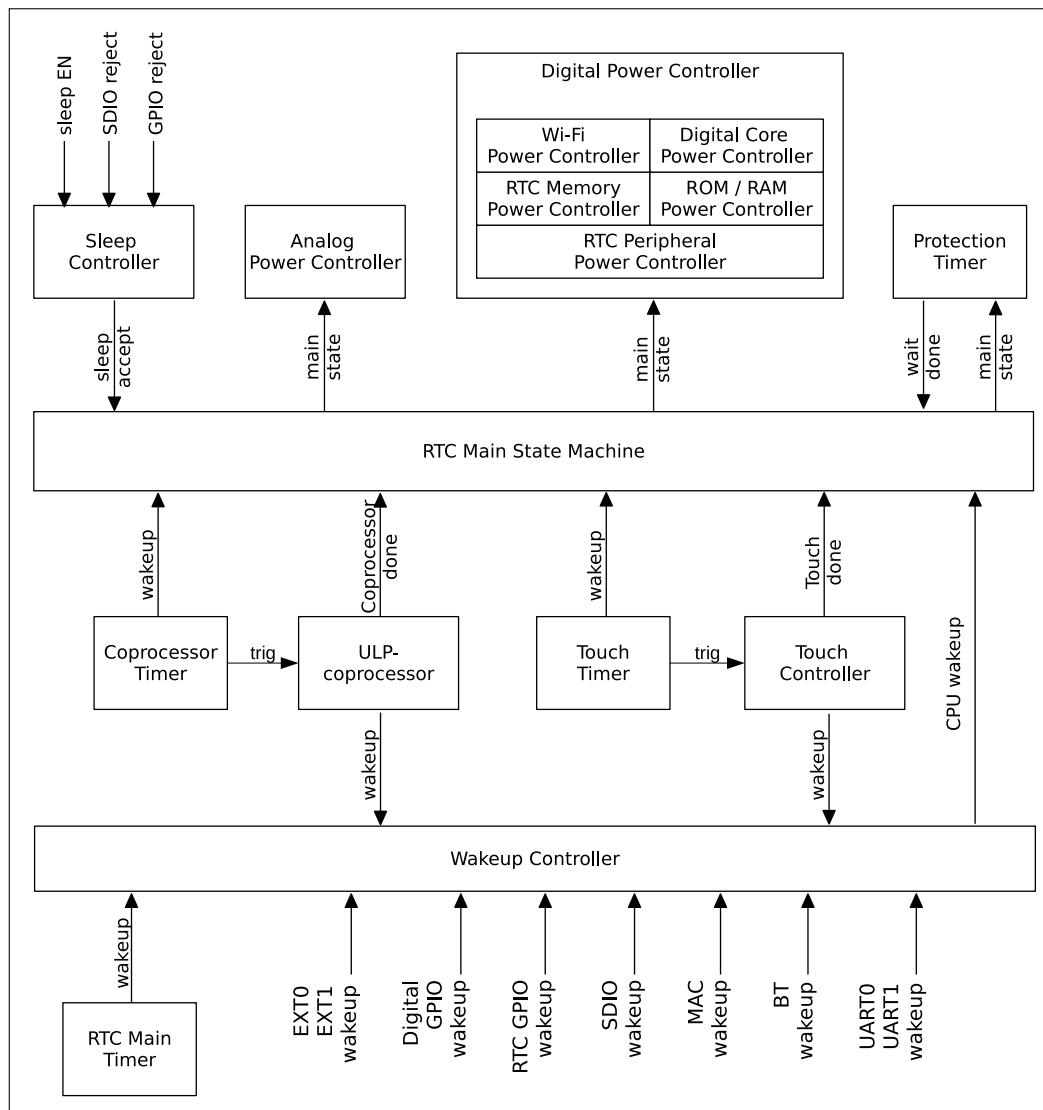 sleep EN
SDIO reject
GPIO reject
Digital Power Controller
Wi-Fi
Power Controller
Digital Core
Power Controller
RTC Memory
Power Controller
ROM / RAM
Power Controller
RTC Peripheral
Power Controller
Sleep
Controller
Analog
Power Controller
Protection
Timer
sleep
accept
main
state
main
state
wait
done
main
state
RTC Main State Machine
wakeup
Coprocessor
done
wakeup
Touch
done
CPU wakeup
Coprocessor
Timer
trig
ULP-
coprocessor
Touch
Timer
trig
Touch
Controller
wakeup
wakeup
Wakeup Controller
wakeup
RTC Main
Timer
EXT0
EXT1
wakeup
Digital
GPIO
wakeup
RTC GPIO
wakeup
SDIO
wakeup
MAC
wakeup
BT
wakeup
UART0
UART1
wakeup